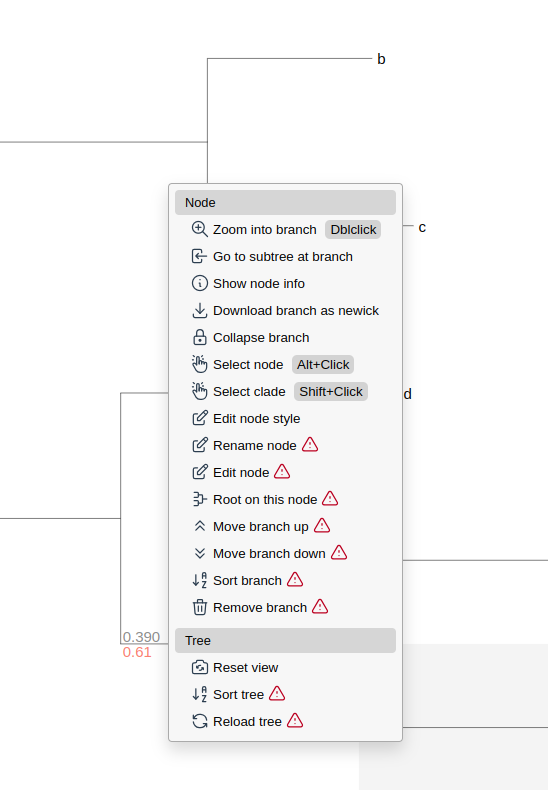 b
Node
Zoom into branch Dblclick
c
Go to subtree at branch
Show node info
Download branch as newick
Collapse branch
Select node Alt+Click
Select clade Shift+Click
d
Edit node style
Rename node
Edit node
Root on this node
Move branch up
Move branch down
Sort branch
Remove branch
0.390
Tree
0.61
Reset view
Sort tree
Reload tree